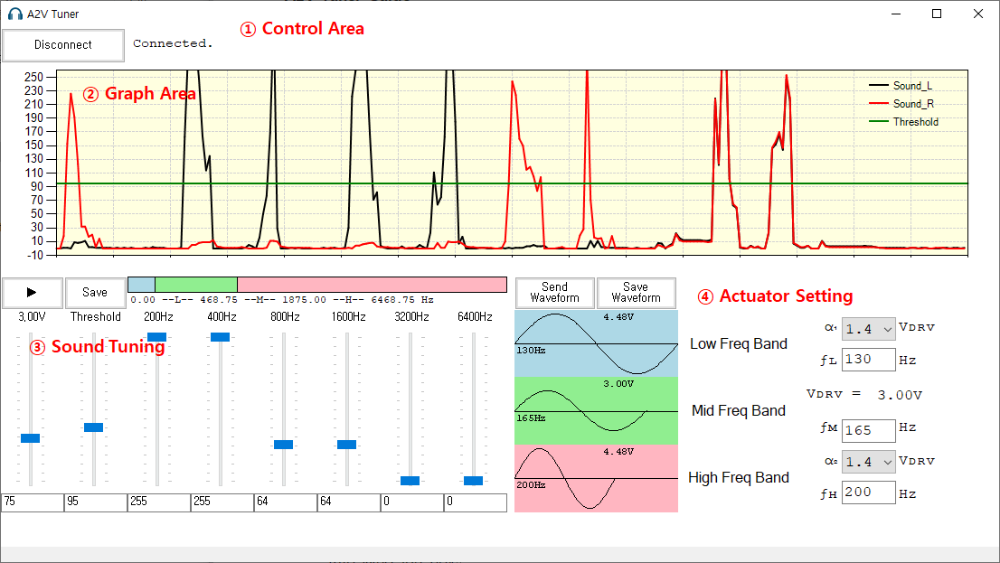 A2V Tuner
① Control Area
Disconnect
Connected.
② Graph Area
250
230
210
190
170
150
130
110
90
70
50
30
10
-10
Sound_L
Sound_R
Threshold
Save
0.00 --L-- 468.75 --M-- 1875.00 --H-- 6468.75 Hz
3,00V Threshold 200Hz 400Hz 800Hz 1600Hz 3200Hz 6400Hz
③ Sound Tuning
75 95 255 255 64 64 0 0
Send Waveform
Save Waveform
④ Actuator Setting
4.48V
130Hz
Low Freq Band
α₁ 1.4 VDRV
fL 130 Hz
3.00V
165Hz
Mid Freq Band
VDRV = 3.00V
fM 165 Hz
4.48V
200Hz
High Freq Band
α₂ 1.4 VDRV
fH 200 Hz